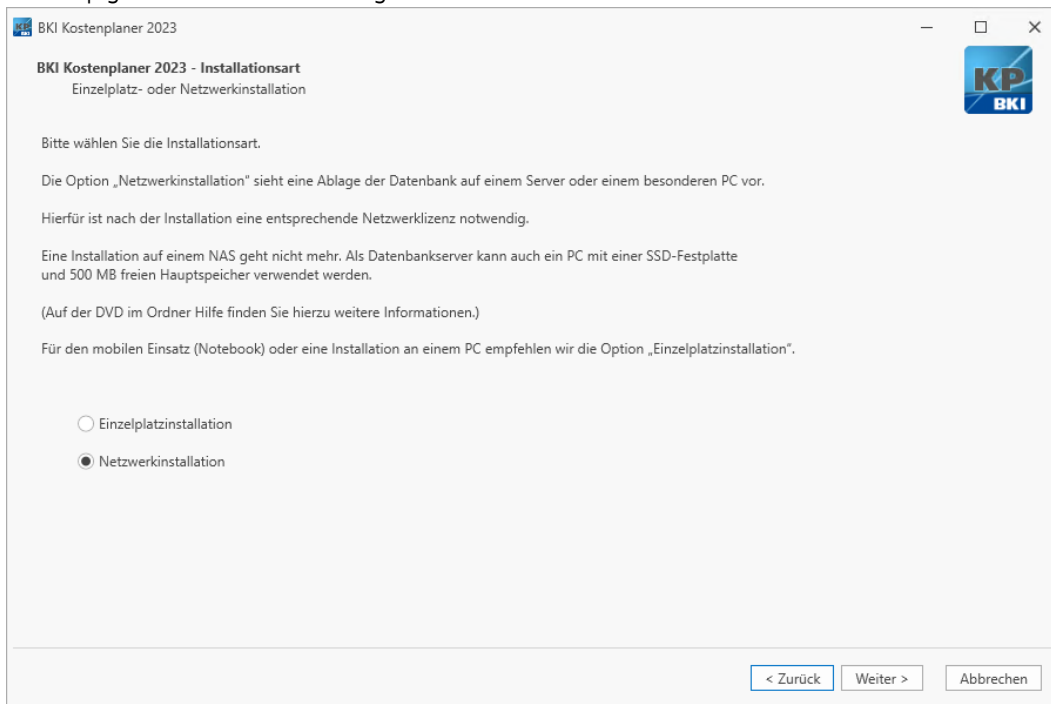 BKI Kostenplaner 2023
BKI Kostenplaner 2023 - Installationsart
Einzelplatz- oder Netzwerkinstallation
KP
BKI
Bitte wählen Sie die Installationsart.
Die Option „Netzwerkinstallation“ sieht eine Ablage der Datenbank auf einem Server oder einem besonderen PC vor.
Hierfür ist nach der Installation eine entsprechende Netzwerklizenz notwendig.
Eine Installation auf einem NAS geht nicht mehr. Als Datenbankserver kann auch ein PC mit einer SSD-Festplatte
und 500 MB freien Hauptspeicher verwendet werden.
(Auf der DVD im Ordner Hilfe finden Sie hierzu weitere Informationen.)
Für den mobilen Einsatz (Notebook) oder eine Installation an einem PC empfehlen wir die Option „Einzelplatzinstallation“.
Einzelplatzinstallation
Netzwerkinstallation
< Zurück Weiter > Abbrechen